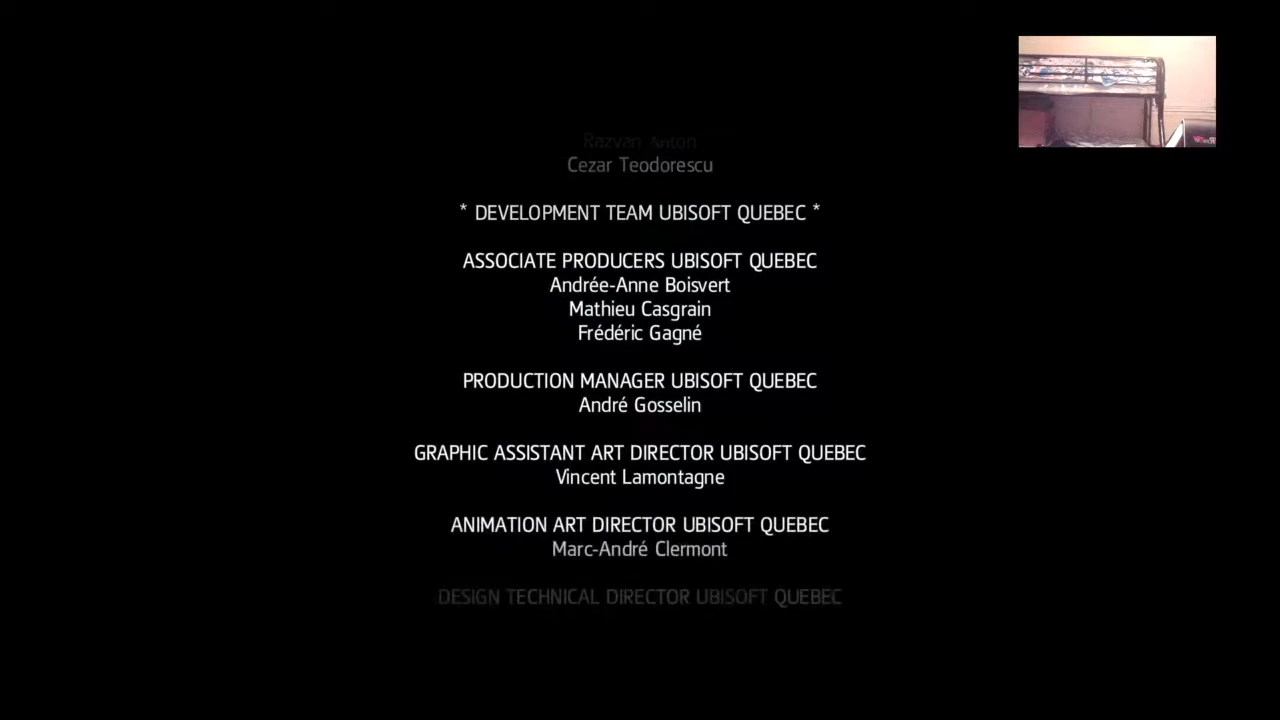 Razvan Anton
Cezar Teodorescu
* DEVELOPMENT TEAM UBISOFT QUEBEC *
ASSOCIATE PRODUCERS UBISOFT QUEBEC
Andrée-Anne Boisvert
Mathieu Casgrain
Frédéric Gagné
PRODUCTION MANAGER UBISOFT QUEBEC
André Gosselin
GRAPHIC ASSISTANT ART DIRECTOR UBISOFT QUEBEC
Vincent Lamontagne
ANIMATION ART DIRECTOR UBISOFT QUEBEC
Marc-André Clermont
DESIGN TECHNICAL DIRECTOR UBISOFT QUEBEC